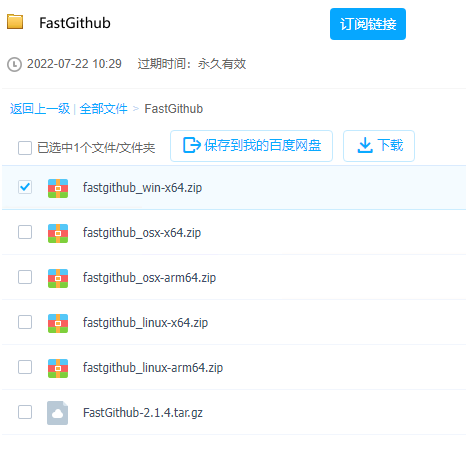 FastGithub
订阅链接
2022-07-22 10:29 过期时间：永久有效
返回上一级 | 全部文件 > FastGithub
已选中1个文件/文件夹 保存到我的百度网盘 下载
fastgithub_win-x64.zip
fastgithub_osx-x64.zip
fastgithub_osx-arm64.zip
fastgithub_linux-x64.zip
fastgithub_linux-arm64.zip
FastGithub-2.1.4.tar.gz